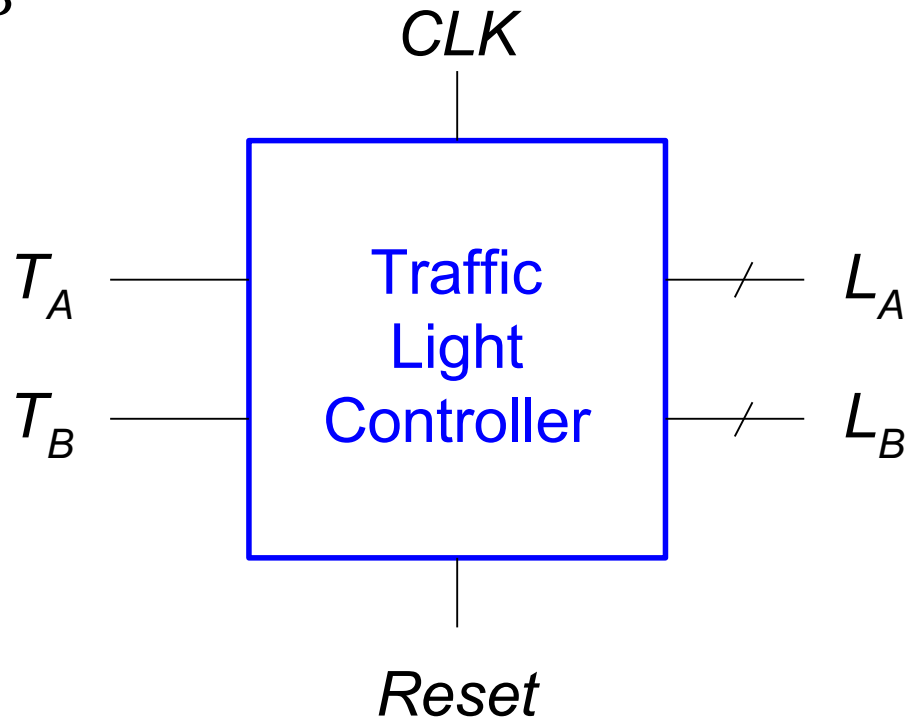 CLK
T_A
T_B
Traffic
Light
Controller
L_A
L_B
Reset